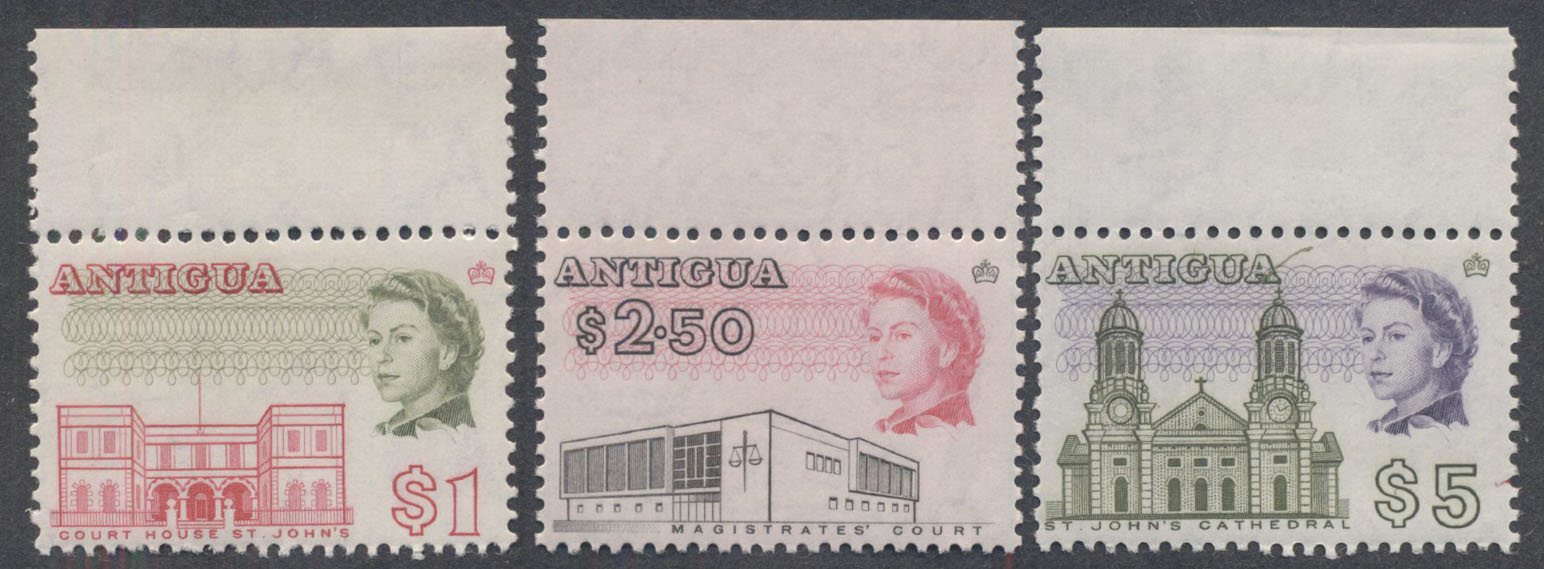 ANTIGUA
$1
COURT HOUSE ST. JOHN'S
ANTIGUA
$2·50
MAGISTRATES' COURT
ANTIGUA
$5
ST. JOHN'S CATHEDRAL